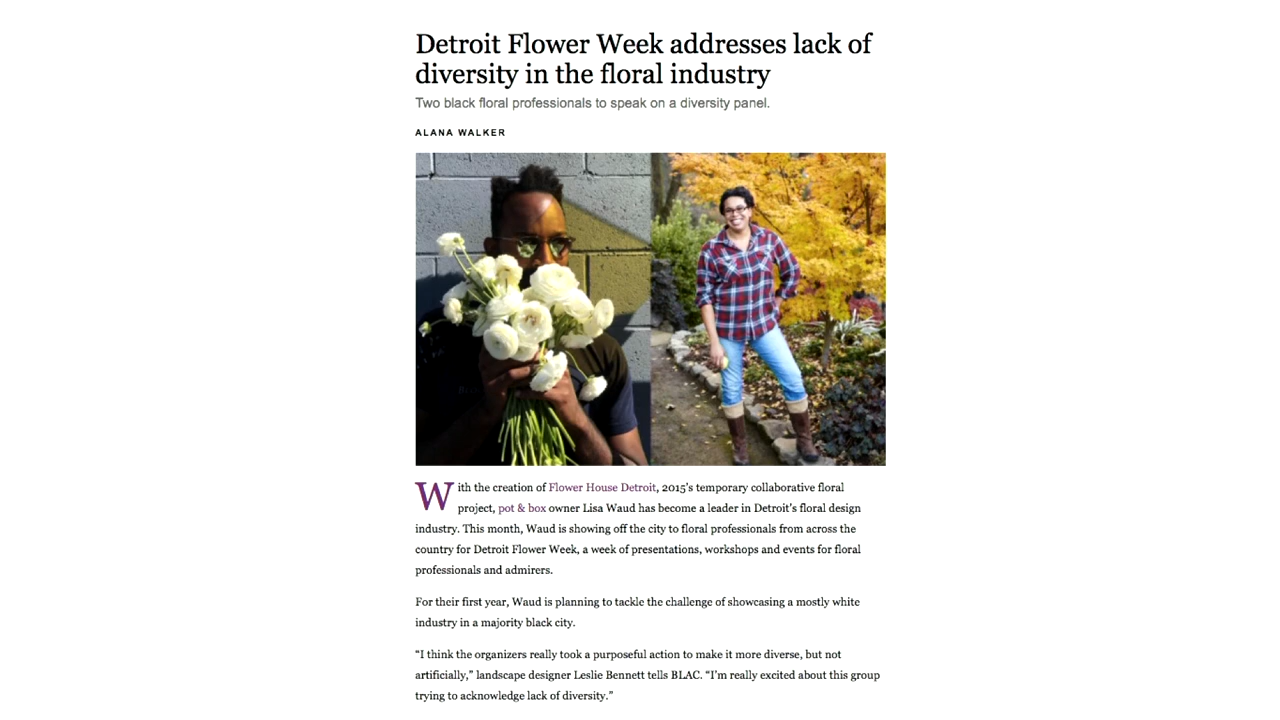 Detroit Flower Week addresses lack of
diversity in the floral industry
Two black floral professionals to speak on a diversity panel.
ALANA WALKER
With the creation of Flower House Detroit, 2015's temporary collaborative floral
project, pot & box owner Lisa Waud has become a leader in Detroit's floral design
industry. This month, Waud is showing off the city to floral professionals from across the
country for Detroit Flower Week, a week of presentations, workshops and events for floral
professionals and admirers.
For their first year, Waud is planning to tackle the challenge of showcasing a mostly white
industry in a majority black city.
“I think the organizers really took a purposeful action to make it more diverse, but not
artificially,” landscape designer Leslie Bennett tells BLAC. “I'm really excited about this group
trying to acknowledge lack of diversity.”